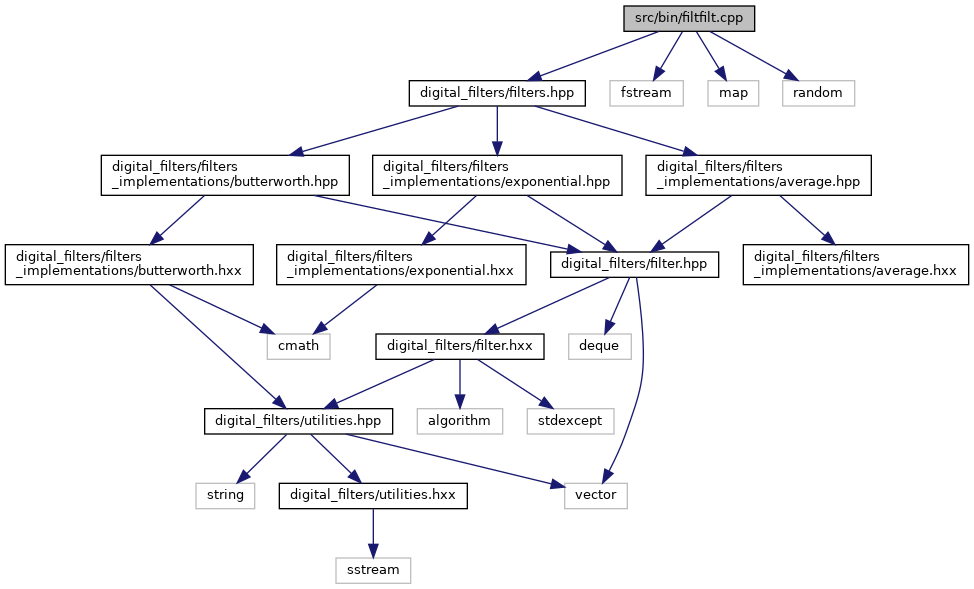 src/bin/filtfilt.cpp
digital_filters/filters.hpp
fstream
map
random
digital_filters/filters
_implementations/butterworth.hpp
digital_filters/filters
_implementations/exponential.hpp
digital_filters/filters
_implementations/average.hpp
digital_filters/filters
_implementations/butterworth.hxx
digital_filters/filters
_implementations/exponential.hxx
digital_filters/filter.hpp
digital_filters/filters
_implementations/average.hxx
cmath
digital_filters/filter.hxx
deque
digital_filters/utilities.hpp
algorithm
stdexcept
string
digital_filters/utilities.hxx
vector
sstream